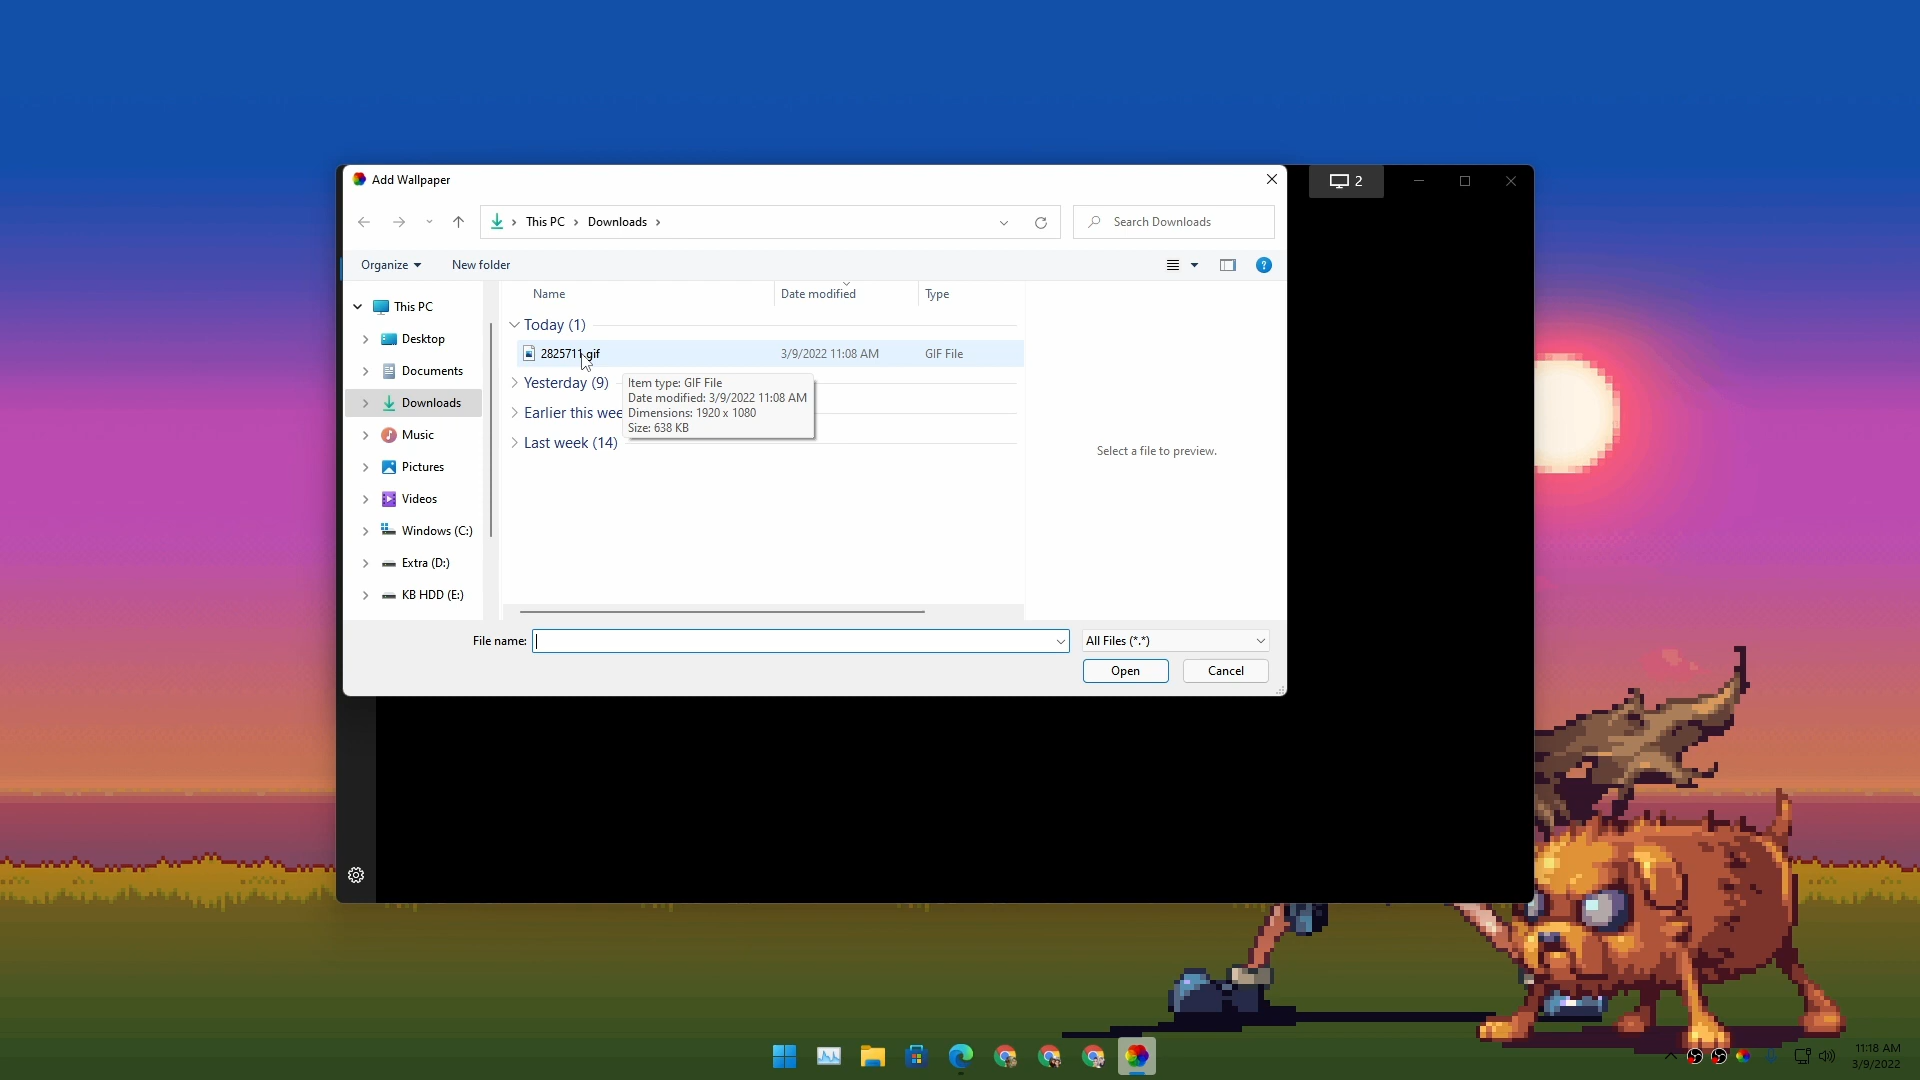 Add Wallpaper
2
This PC
Downloads
Search Downloads
Organize
New folder
?
This PC
Desktop
Documents
Downloads
Music
Pictures
Videos
Windows (C:)
Extra (D:)
KB HDD (E:)
Name
Date modified
Type
Today (1)
2825711.gif
3/9/2022 11:08 AM
GIF File
Yesterday (9)
Earlier this wee
Last week (14)
Item type: GIF File
Date modified: 3/9/2022 11:08 AM
Dimensions: 1920 x 1080
Size: 638 KB
Select a file to preview.
File name:
All Files (*.*)
Open
Cancel
11:18 AM
3/9/2022